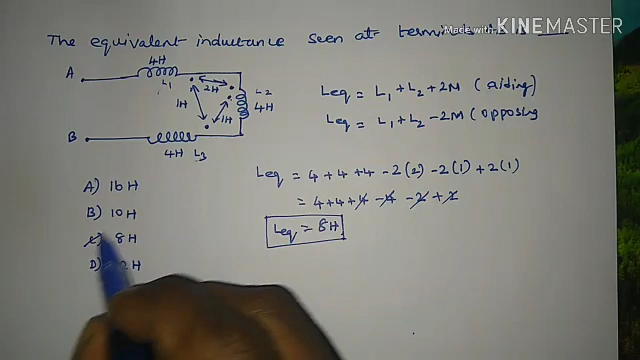 Made with KINEMASTER
The equivalent inductance seen at terminals
A 4H
L1
2H
L2
4H
1H
1H
B
4H L3
Leq = L1 + L2 + 2M (aiding)
Leq = L1 + L2 - 2M (opposing
Leq = 4 + 4 + 4 - 2(2) - 2(1) + 2(1)
= 4 + 4 + 4 - 4 - 2 + 2
Leq = 8H
A) 16 H
B) 10 H
8 H
D) 2 H